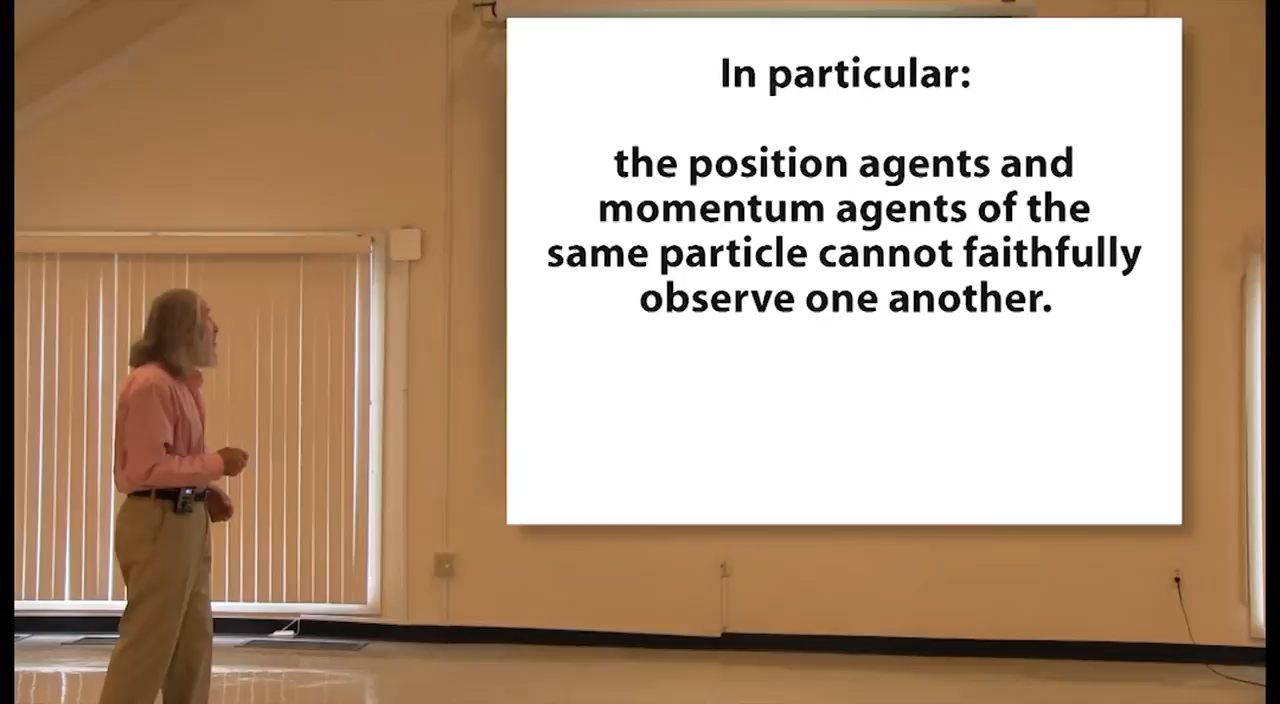 In particular:
the position agents and
momentum agents of the
same particle cannot faithfully
observe one another.